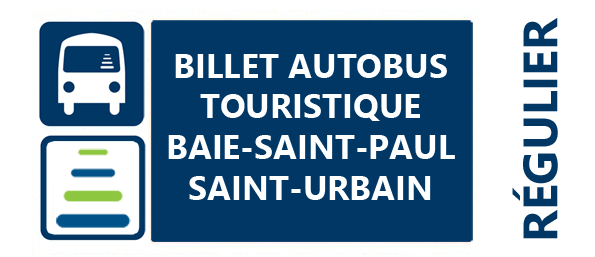 BILLET AUTOBUS
TOURISTIQUE
BAIE-SAINT-PAUL
SAINT-URBAIN
RÉGULIER